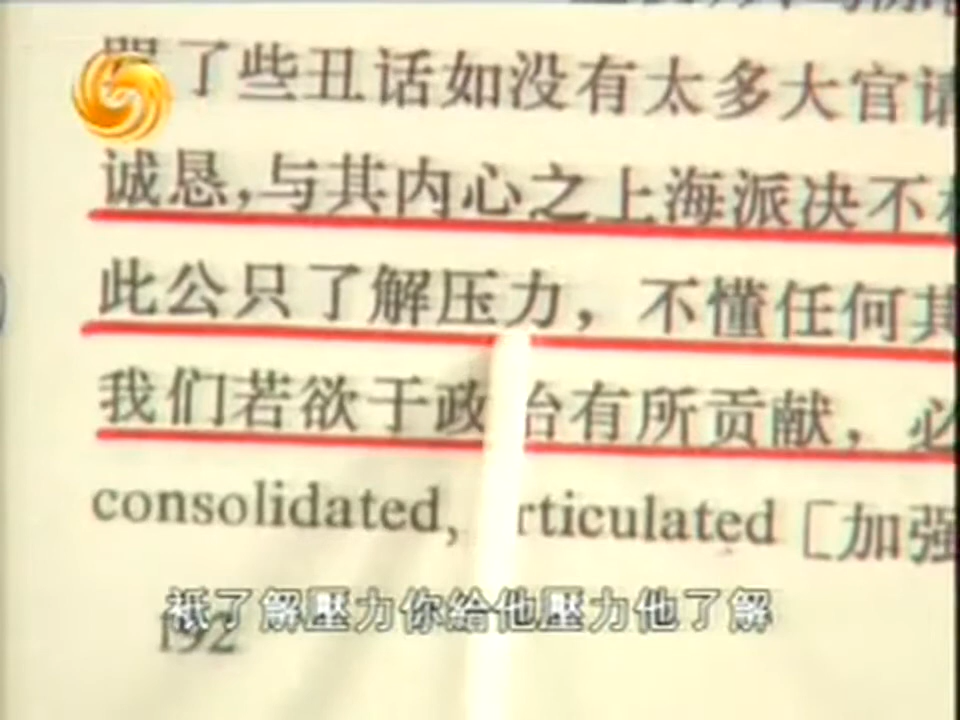 了些丑话如没有太多大官
诚恳,与其内心之上海派决不
此公只了解压力，不懂任何其
我们若欲于政治有所贡献，必
consolidated, rticulated [加强
祇了解壓力你給他壓力他了解
192